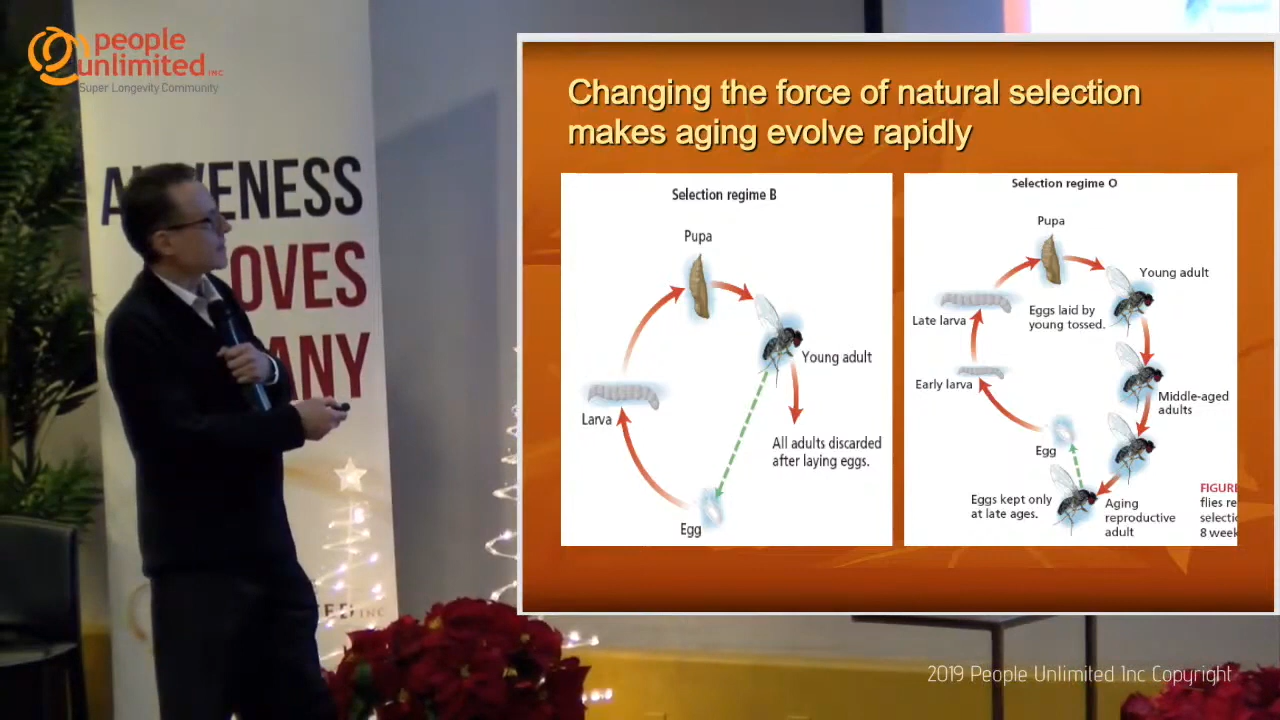 people
unlimited INC
Super Longevity Community
OVES
ANY
Changing the force of natural selection
makes aging evolve rapidly
Selection regime B
Pupa
Young adult
Larva
All adults discarded
after laying eggs.
Egg
Selection regime O
Pupa
Young adult
Late larva
Eggs laid by
young tossed.
Early larva
Middle-aged
adults
Egg
Eggs kept only
at late ages.
Aging
reproductive
adult
FIGURE
flies re
selectio
8 week
2019 People Unlimited Inc Copyright